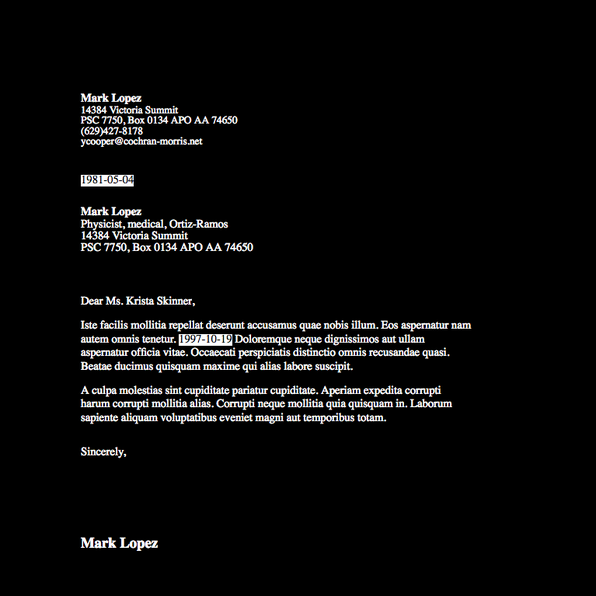 Mark Lopez
14384 Victoria Summit
PSC 7750, Box 0134 APO AA 74650
(629)427-8178
ycooper@cochran-morris.net
1981-05-04
Mark Lopez
Physicist, medical, Ortiz-Ramos
14384 Victoria Summit
PSC 7750, Box 0134 APO AA 74650
Dear Ms. Krista Skinner,
Iste facilis mollitia repellat deserunt accusamus quae nobis illum. Eos aspernatur nam
autem omnis tenetur. 1997-10-19 Doloremque neque dignissimos aut ullam
aspernatur officia vitae. Occaecati perspiciatis distinctio omnis recusandae quasi.
Beatae ducimus quisquam maxime qui alias labore suscipit.
A culpa molestias sint cupiditate pariatur cupiditate. Aperiam expedita corrupti
harum corrupti mollitia alias. Corrupti neque mollitia quia quisquam in. Laborum
sapiente aliquam voluptatibus eveniet magni aut temporibus totam.
Sincerely,
Mark Lopez